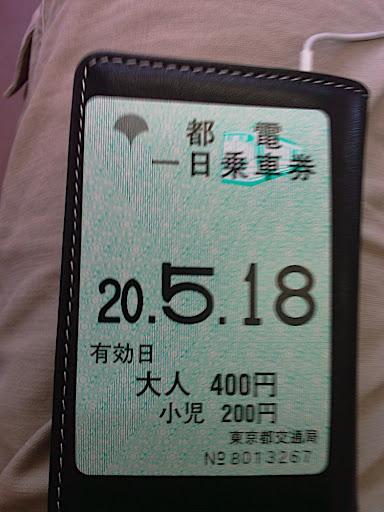 都電
一日乗車券
20.5.18
有効日
大人 400円
小児 200円
東京都交通局
№8013267